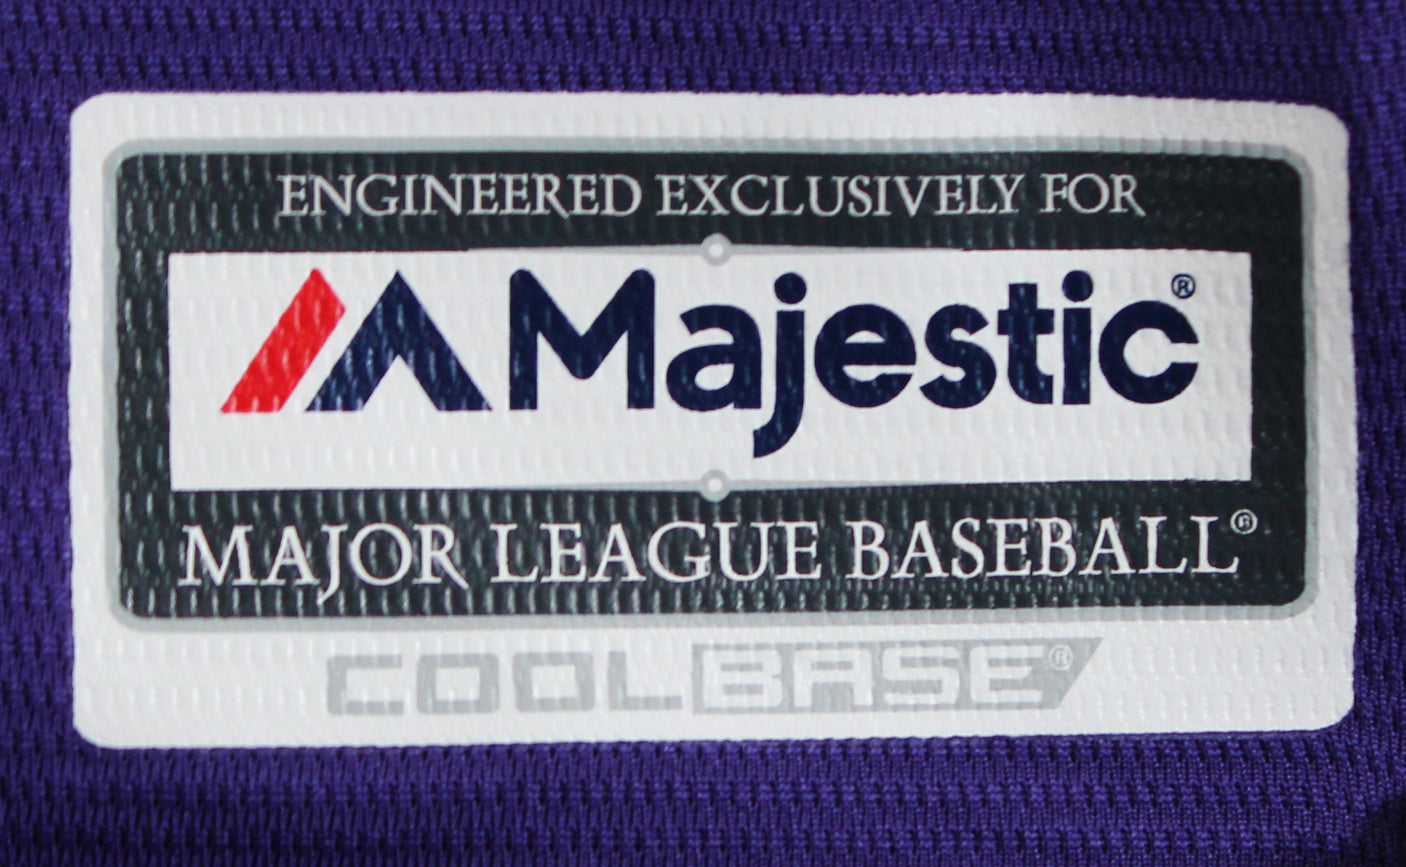 ENGINEERED EXCLUSIVELY FOR
Majestic®
MAJOR LEAGUE BASEBALL®
COOLBASE®